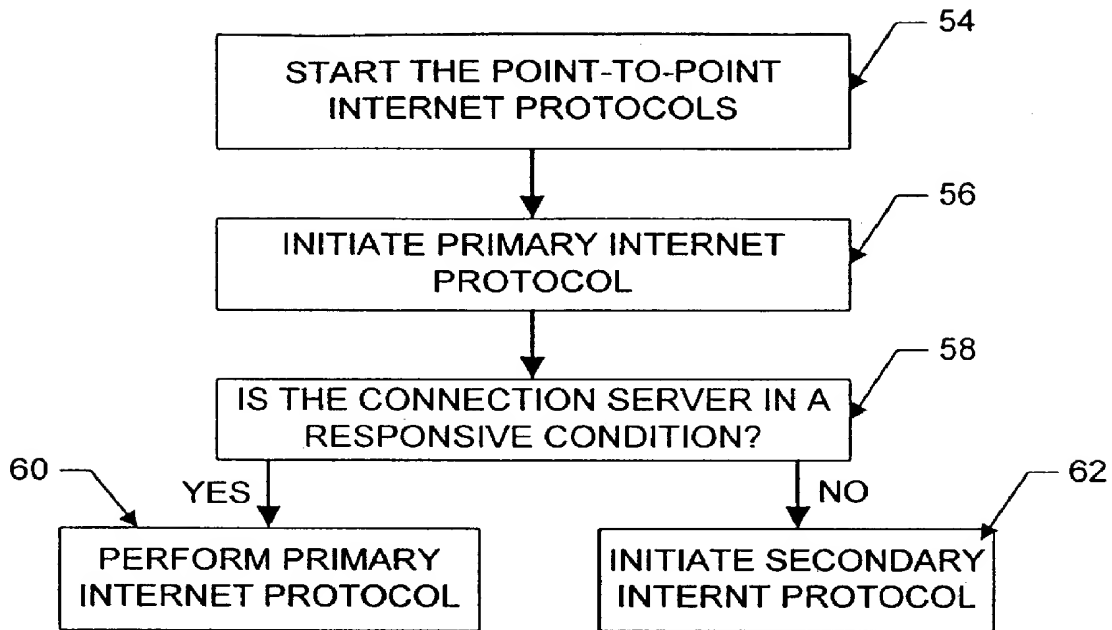 54
START THE POINT-TO-POINT
INTERNET PROTOCOLS
56
INITIATE PRIMARY INTERNET
PROTOCOL
58
IS THE CONNECTION SERVER IN A
RESPONSIVE CONDITION?
60
YES
NO
62
PERFORM PRIMARY
INTERNET PROTOCOL
INITIATE SECONDARY
INTERNT PROTOCOL